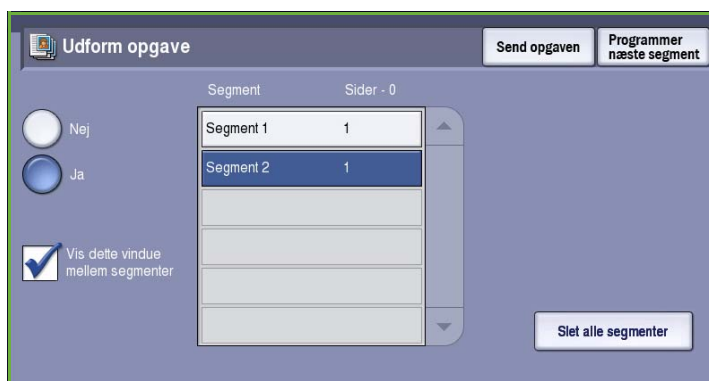 Udform opgave
Send opgaven
Programmer
næste segment
Segment Sider - 0
Nej
Ja
Segment 1 1
Segment 2 1
Vis dette vindue
mellem segmenter
Slet alle segmenter